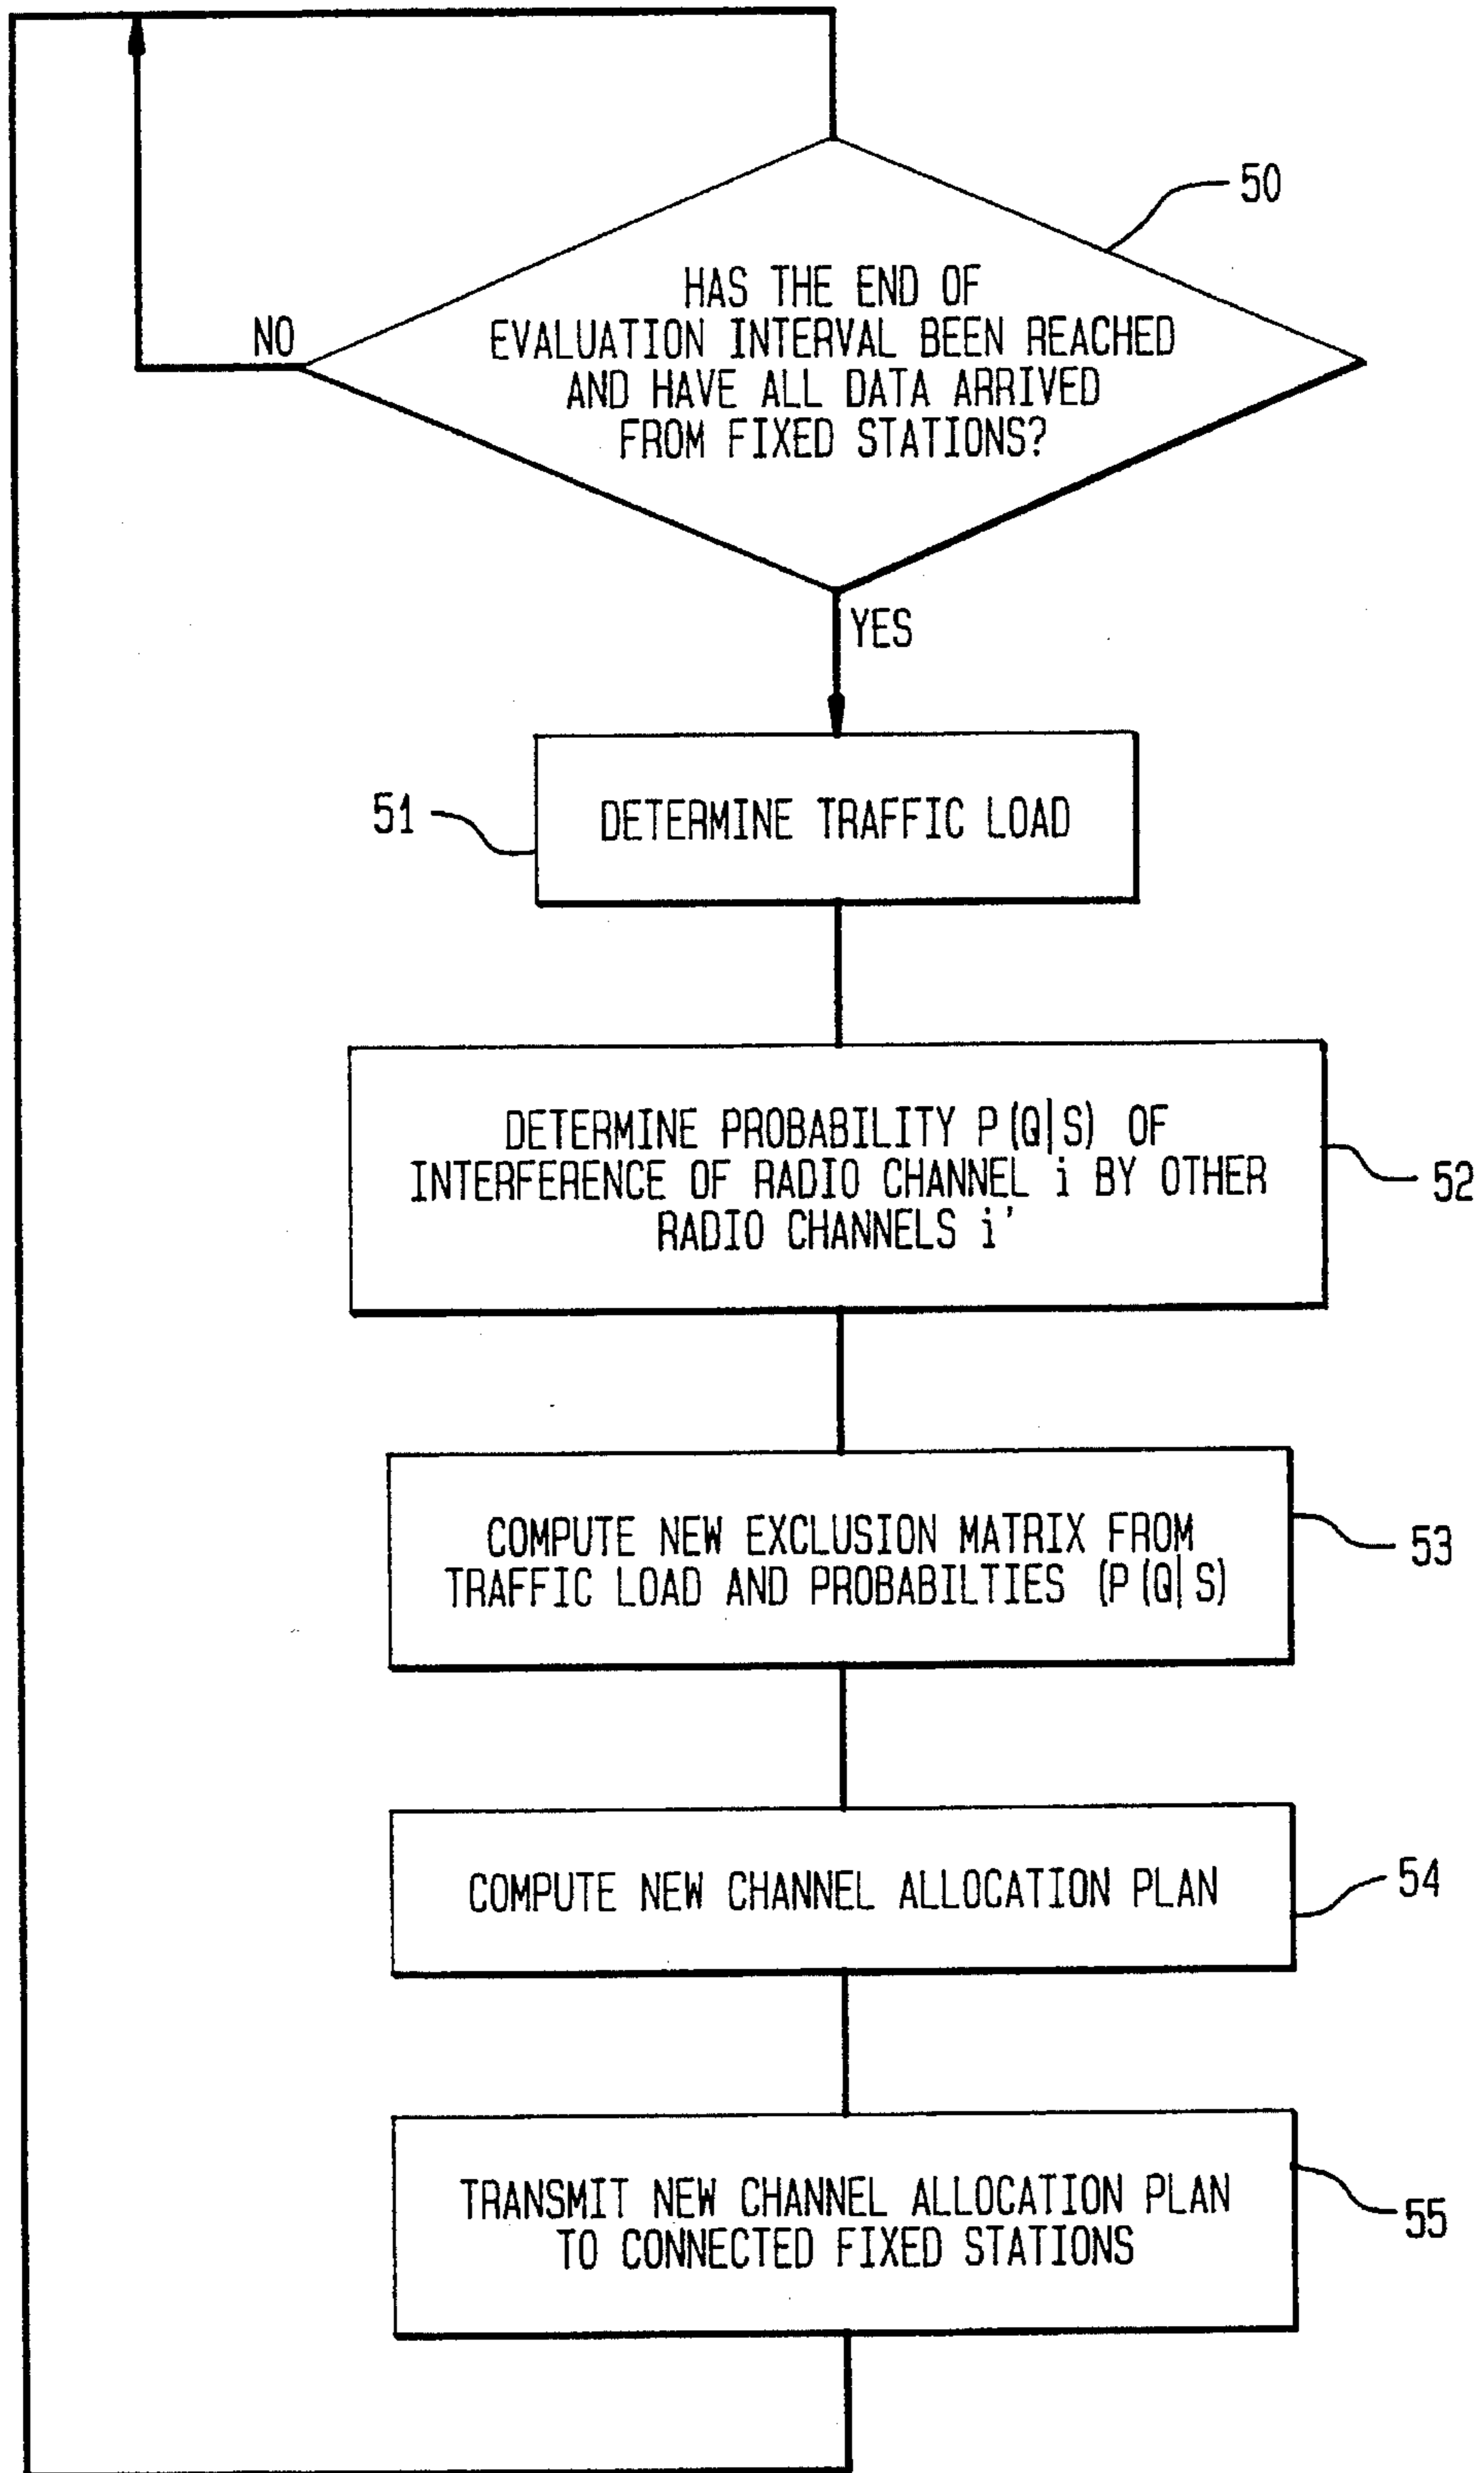 50
HAS THE END OF
EVALUATION INTERVAL BEEN REACHED
AND HAVE ALL DATA ARRIVED
FROM FIXED STATIONS?
NO
YES
51
DETERMINE TRAFFIC LOAD
DETERMINE PROBABILITY P(Q|S) OF
INTERFERENCE OF RADIO CHANNEL i BY OTHER
RADIO CHANNELS i'
52
COMPUTE NEW EXCLUSION MATRIX FROM
TRAFFIC LOAD AND PROBABILTIES (P(Q|S)
53
COMPUTE NEW CHANNEL ALLOCATION PLAN
54
TRANSMIT NEW CHANNEL ALLOCATION PLAN
TO CONNECTED FIXED STATIONS
55